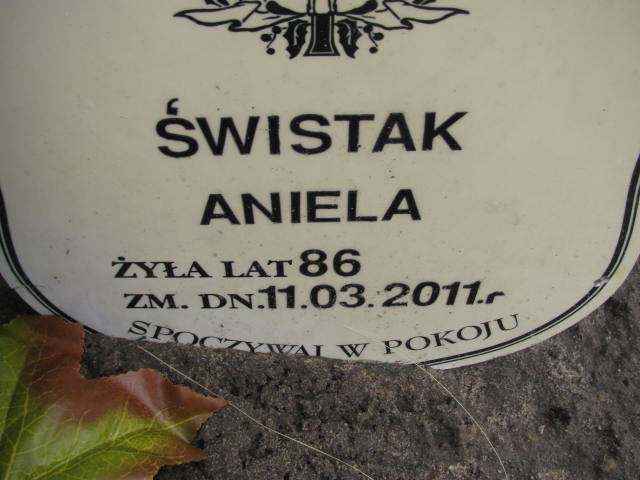 ŚWISTAK
ANIELA
ŻYŁA LAT 86
ZM. DN. 11.03.2011.r
SPOCZYWAJ W POKOJU